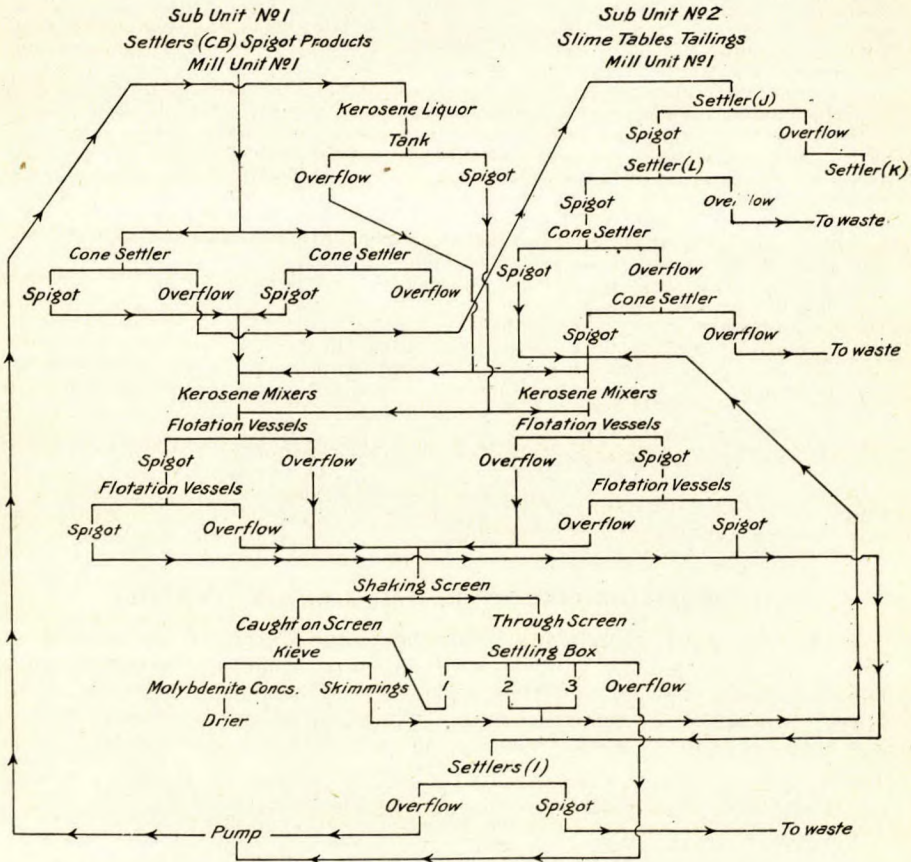 Sub Unit Nº1
Settlers (CB) Spigot Products
Mill Unit Nº1
Sub Unit Nº2
Slime Tables Tailings
Mill Unit Nº1
Kerosene Liquor
Tank
Overflow
Spigot
Settler(J)
Spigot
Overflow
Settler(K)
Settler(L)
Spigot
Overflow
To waste
Cone Settler
Cone Settler
Spigot
Overflow
Spigot
Overflow
Cone Settler
Spigot
Overflow
Cone Settler
Spigot
Overflow
To waste
Kerosene Mixers
Kerosene Mixers
Flotation Vessels
Flotation Vessels
Spigot
Overflow
Overflow
Spigot
Flotation Vessels
Flotation Vessels
Spigot
Overflow
Overflow
Spigot
Shaking Screen
Caught on Screen
Through Screen
Kieve
Settling Box
Molybdenite Concs.
Skimmings
1
2
3
Overflow
Drier
Settlers (I)
Overflow
Spigot
Pump
To waste